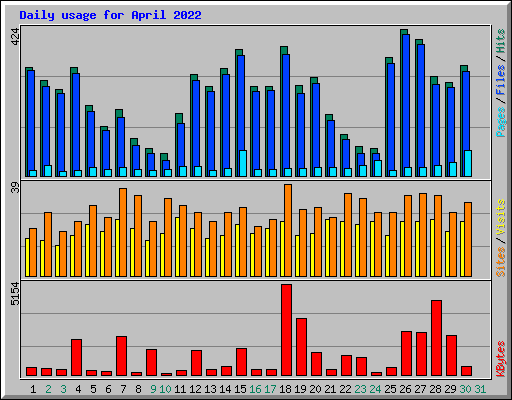 Daily usage for April 2022
424
Pages / Files / Hits
39
Sites / Visits
5154
KBytes
1 2 3 4 5 6 7 8 9 10 11 12 13 14 15 16 17 18 19 20 21 22 23 24 25 26 27 28 29 30 31